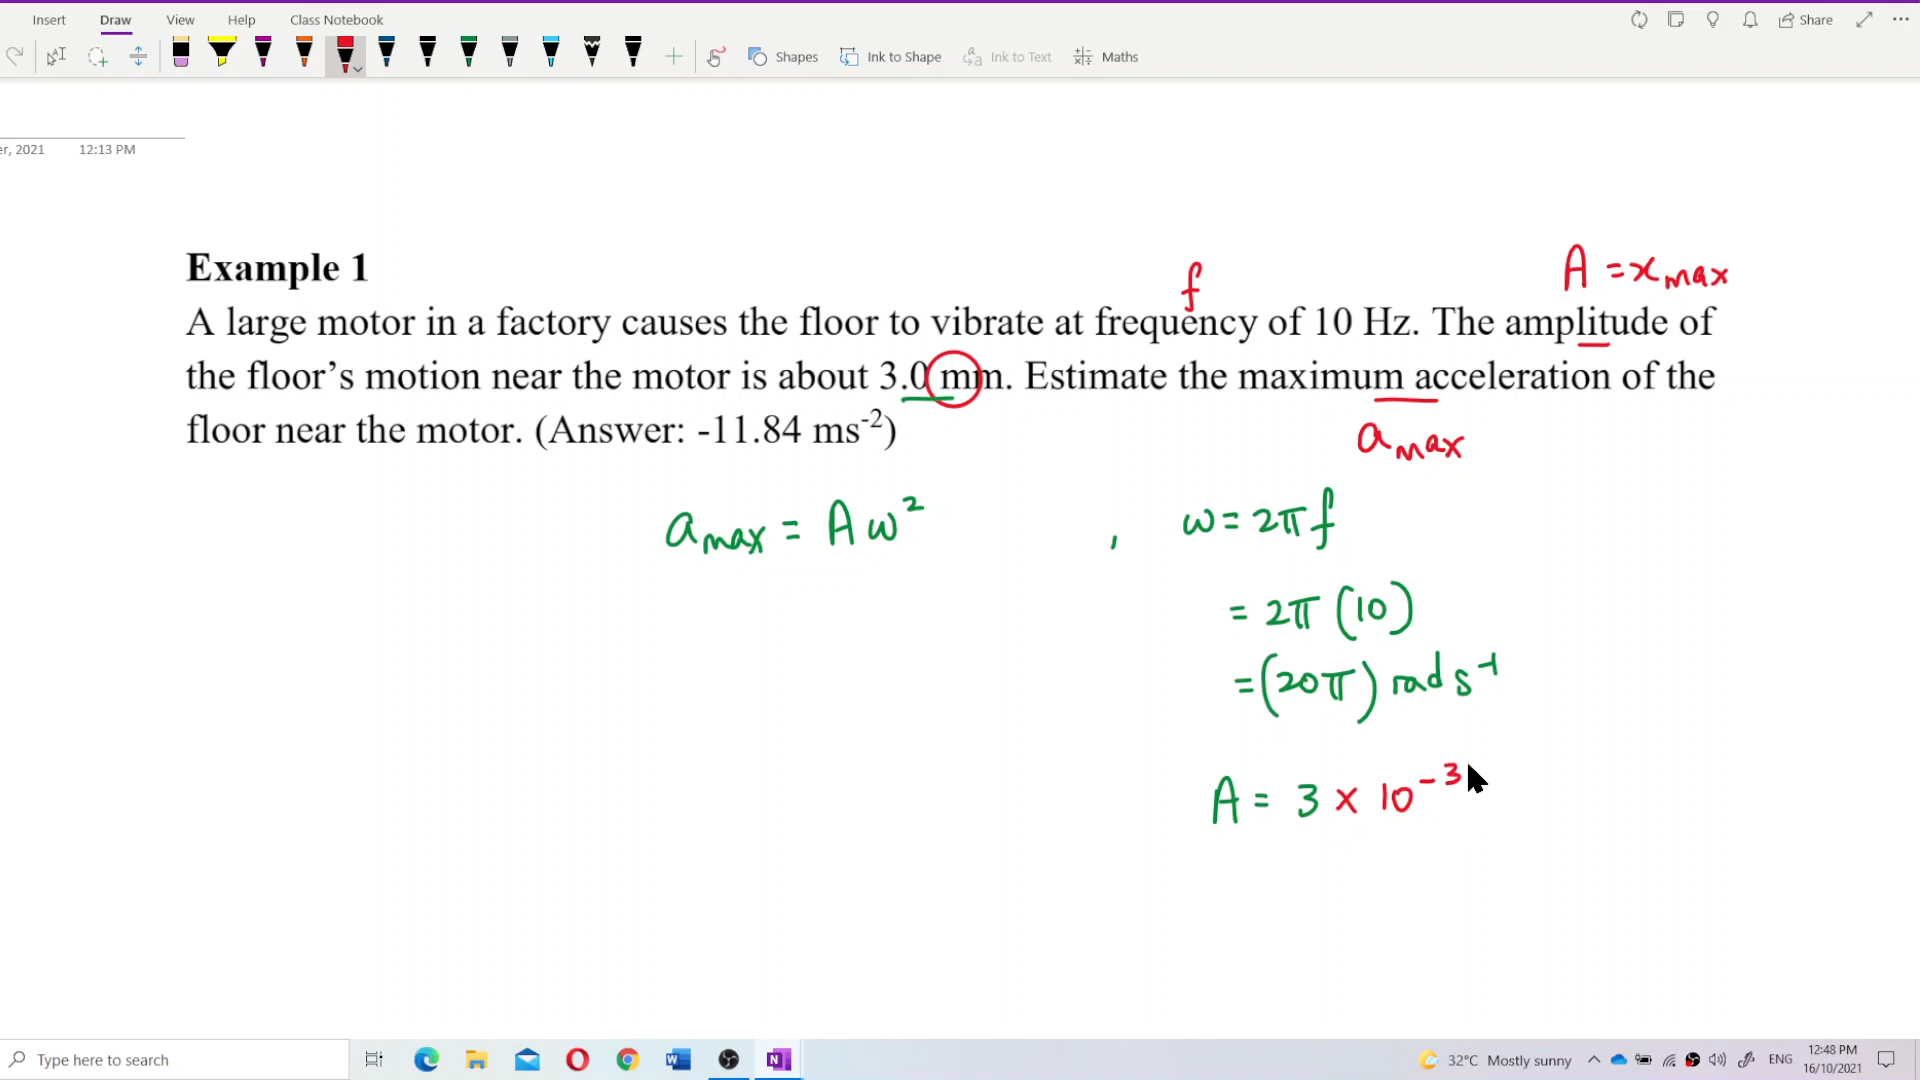 Insert Draw View Help Class Notebook
Share
Shapes Ink to Shape Ink to Text Maths
er, 2021 12:13 PM
Example 1
f
A = x max
A large motor in a factory causes the floor to vibrate at frequency of 10 Hz. The amplitude of
the floor’s motion near the motor is about 3.0 mm. Estimate the maximum acceleration of the
floor near the motor. (Answer: -11.84 ms⁻²)
a max
a max = A ω² , ω = 2π f
= 2π (10)
= (20π) rad s⁻¹
A = 3 × 10⁻³
Type here to search
32°C Mostly sunny
ENG
12:48 PM
16/10/2021